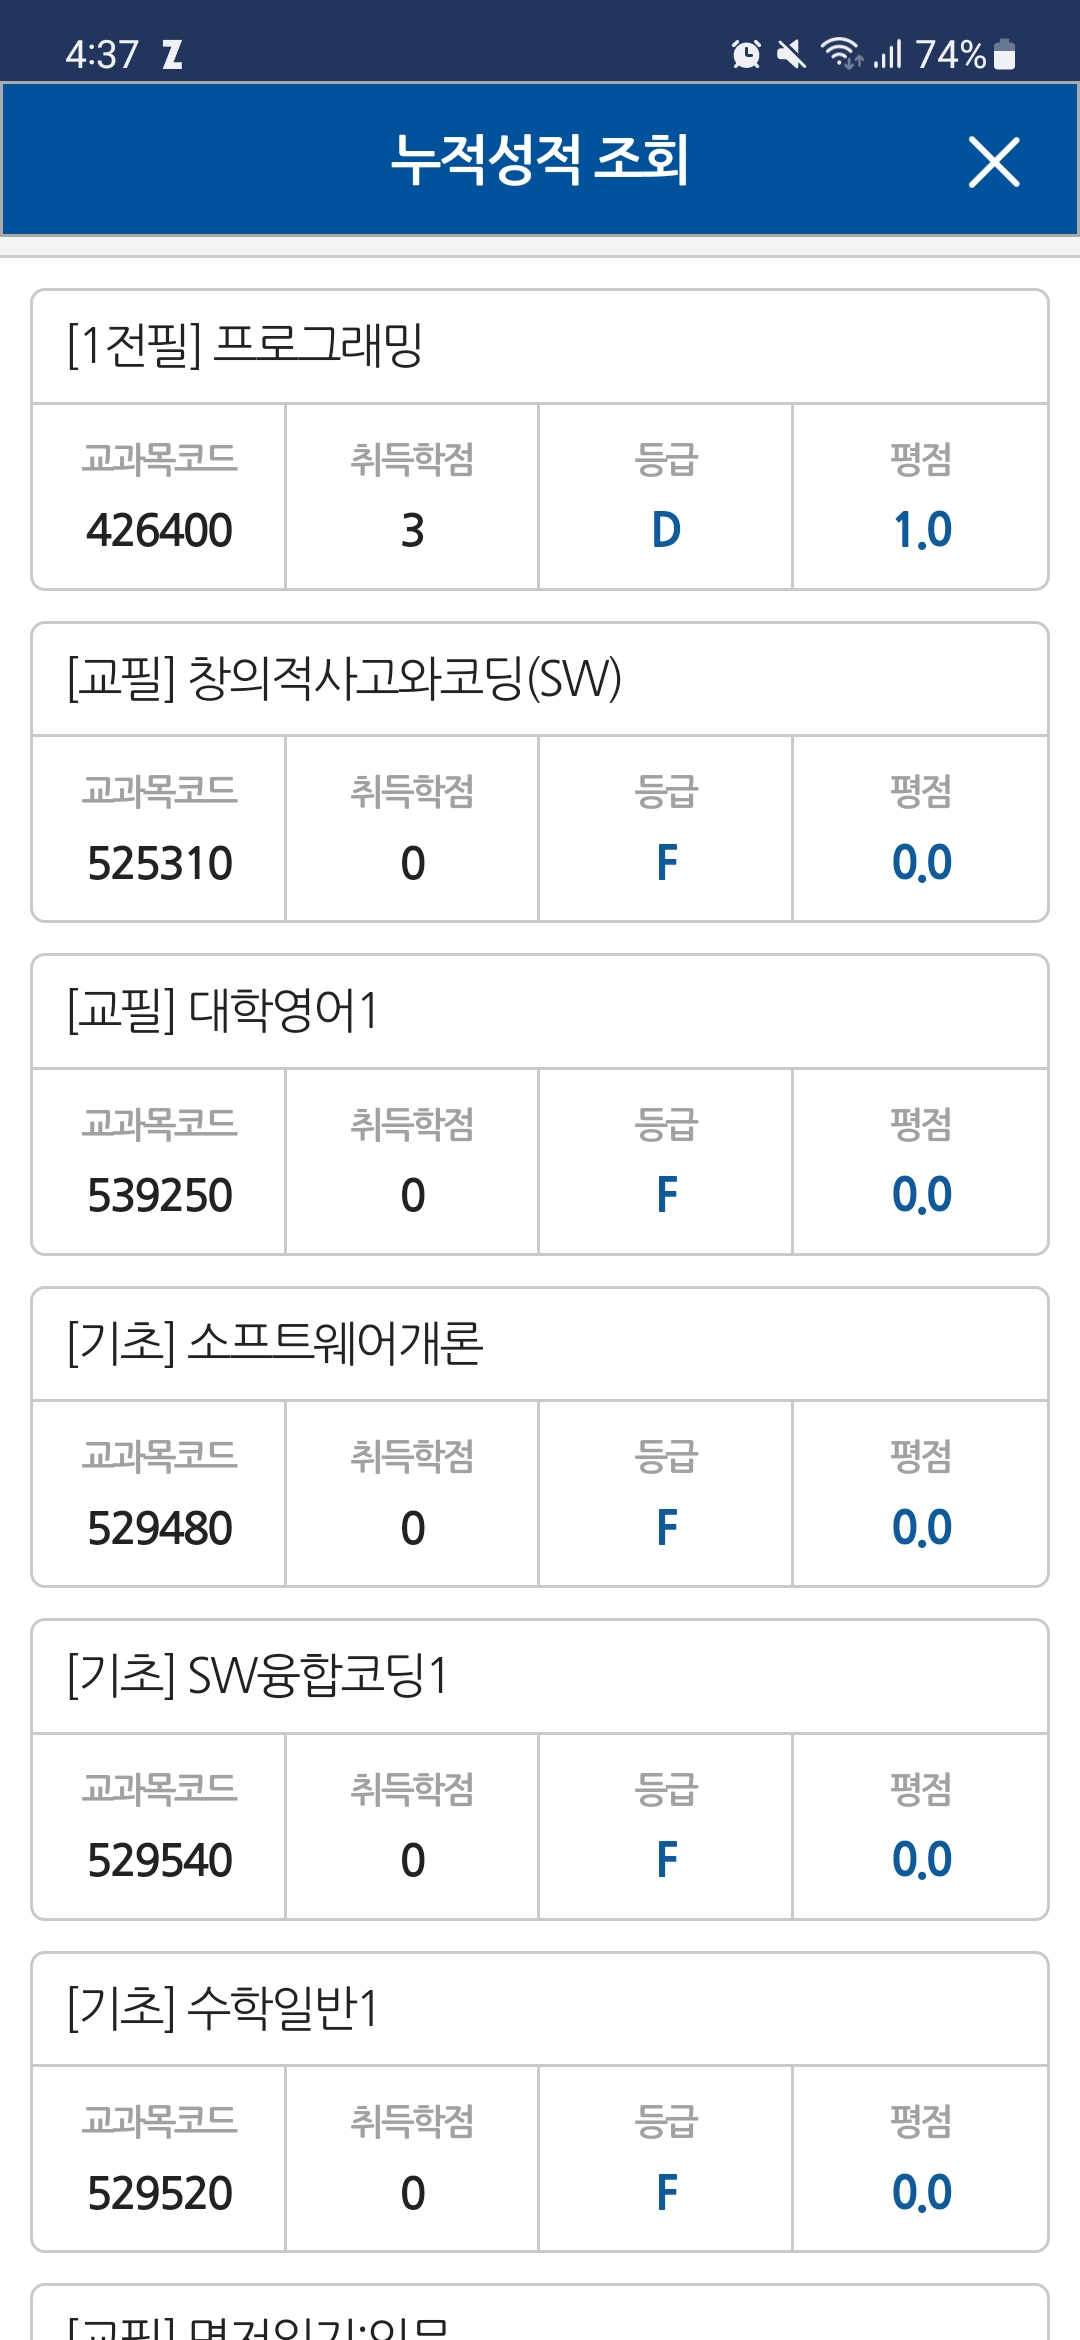 4:37 Z 74%
누적성적 조회
[1전필] 프로그래밍
교과목코드 취득학점 등급 평점
426400 3 D 1.0
[교필] 창의적사고와코딩(SW)
교과목코드 취득학점 등급 평점
525310 0 F 0.0
[교필] 대학영어1
교과목코드 취득학점 등급 평점
539250 0 F 0.0
[기초] 소프트웨어개론
교과목코드 취득학점 등급 평점
529480 0 F 0.0
[기초] SW융합코딩1
교과목코드 취득학점 등급 평점
529540 0 F 0.0
[기초] 수학일반1
교과목코드 취득학점 등급 평점
529520 0 F 0.0
[교필]